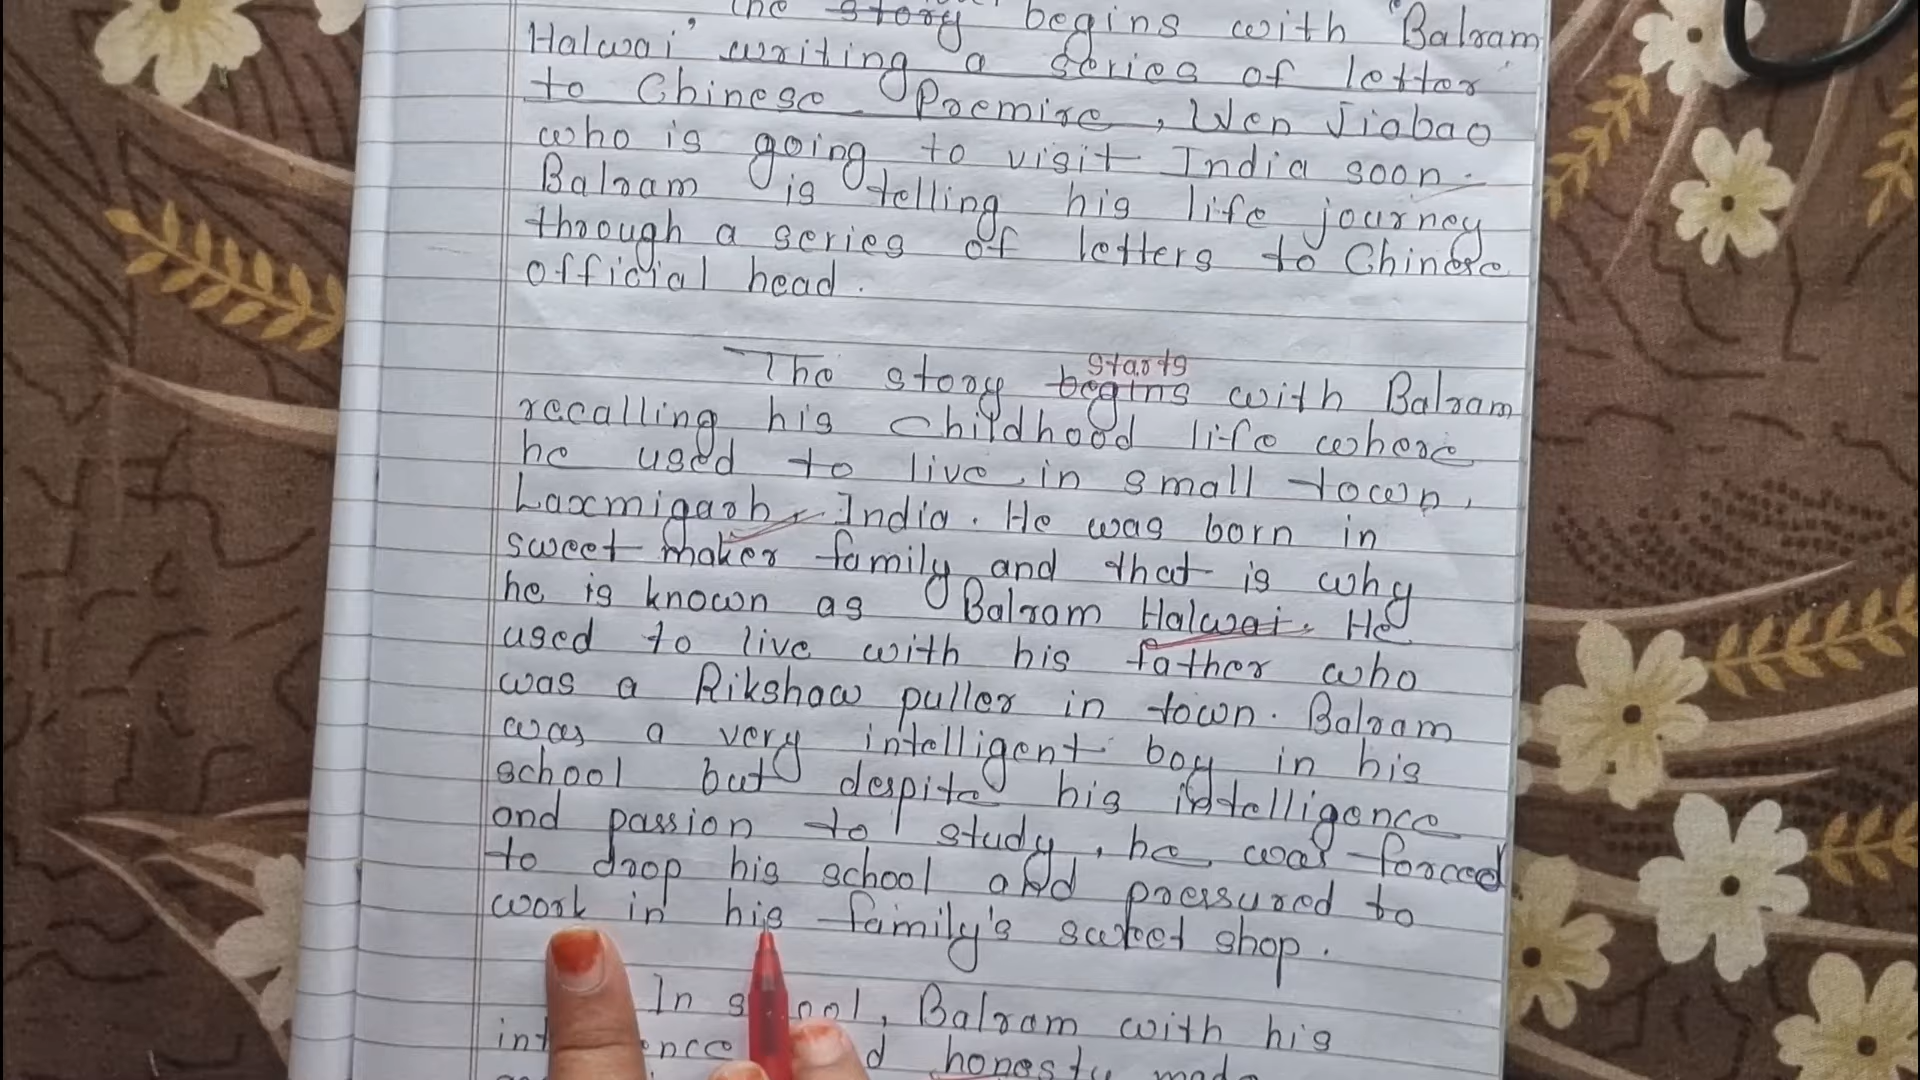 The story begins with "Balram
Halwai" writing a series of letter
to Chinese Premire, Wen Jiabao
who is going to visit India soon.
Balram is telling his life journey
through a series of letters to Chinese
official head.
The story begins with Balram
starts
recalling his childhood life where
he used to live in small town,
Laxmigarh, India. He was born in
sweet maker family and that is why
he is known as Balram Halwai. He
used to live with his father who
was a Rikshaw puller in town. Balram
was a very intelligent boy in his
school but despite his intelligence
and passion to study, he was forced
to drop his school and pressured to
work in his family's sweet shop.
In school, Balram with his
honesty